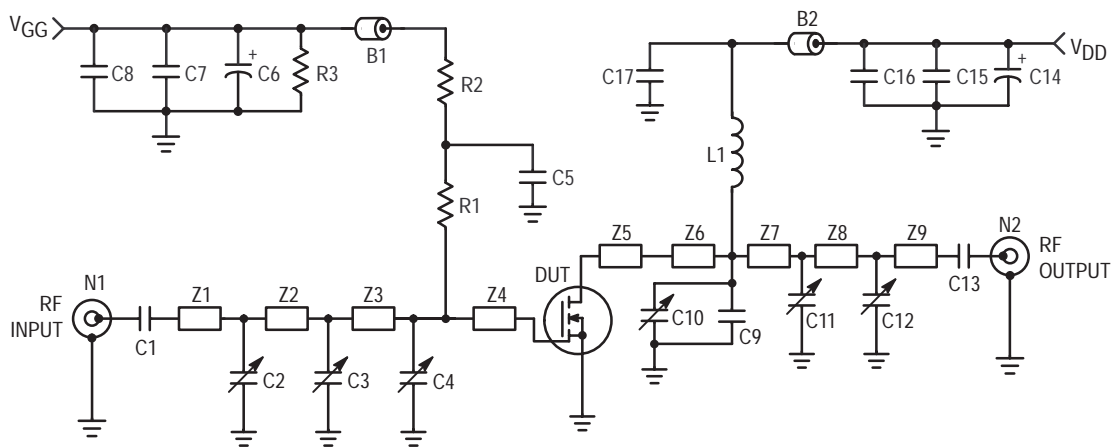 VGG
B1
B2
VDD
C8
C7
+
C6
R3
R2
C17
C16
C15
+
C14
L1
C5
R1
N1
RF
INPUT
C1
Z1
Z2
Z3
Z4
DUT
Z5
Z6
Z7
Z8
Z9
N2
RF
OUTPUT
C13
C2
C3
C4
C10
C9
C11
C12